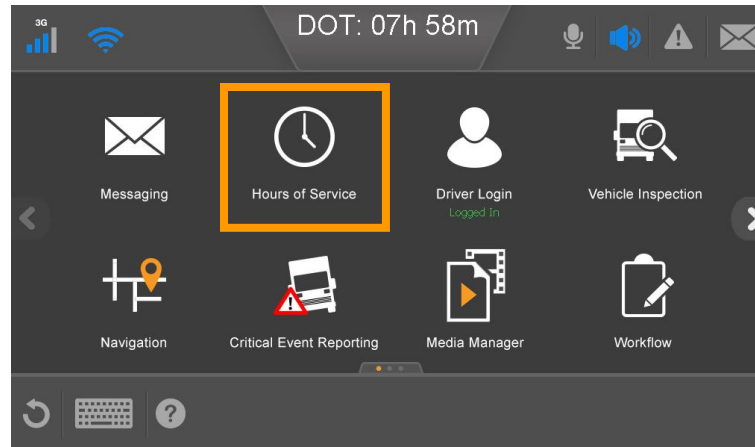 3G
DOT: 07h 58m
Messaging
Hours of Service
Driver Login
Logged In
Vehicle Inspection
Navigation
Critical Event Reporting
Media Manager
Workflow
?